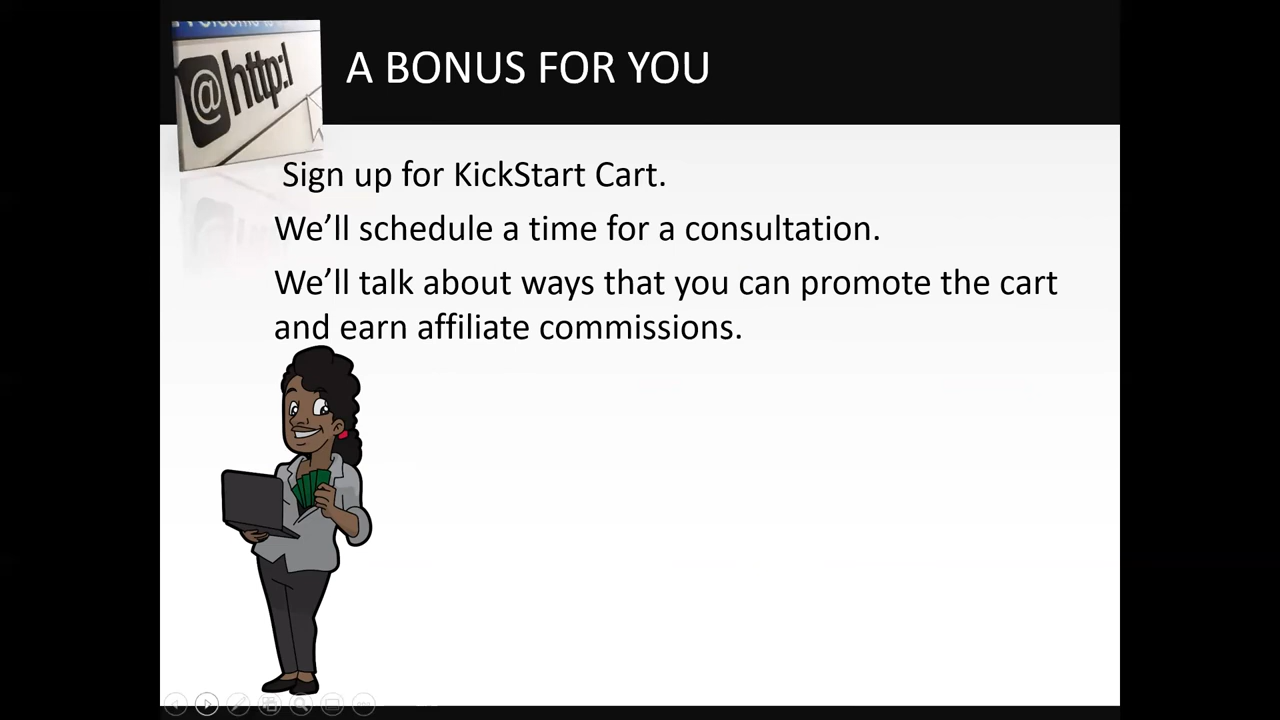 @http:
A BONUS FOR YOU
Sign up for KickStart Cart.
We’ll schedule a time for a consultation.
We’ll talk about ways that you can promote the cart
and earn affiliate commissions.